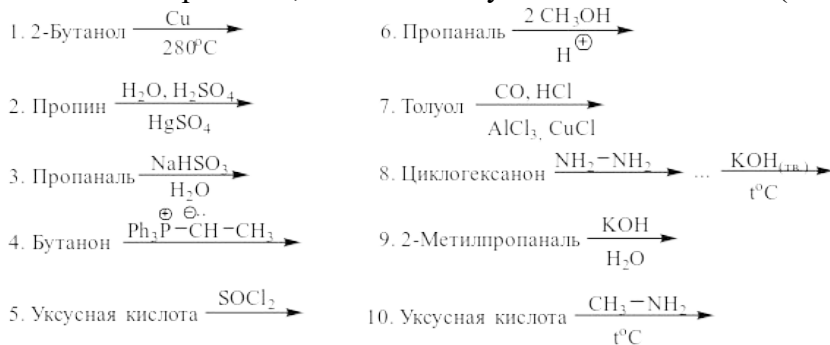 1. 2-Бутанол Cu 280°C
2. Пропин H₂O, H₂SO₄ HgSO₄
3. Пропаналь NaHSO₃ H₂O
4. Бутанон Ph₃P⊕–CH⊖..–CH₃
5. Уксусная кислота SOCl₂
6. Пропаналь 2 CH₃OH H⊕
7. Толуол CO, HCl AlCl₃, CuCl
8. Циклогексанон NH₂–NH₂ ... KOH(тв.) t°C
9. 2-Метилпропаналь KOH H₂O
10. Уксусная кислота CH₃–NH₂ t°C